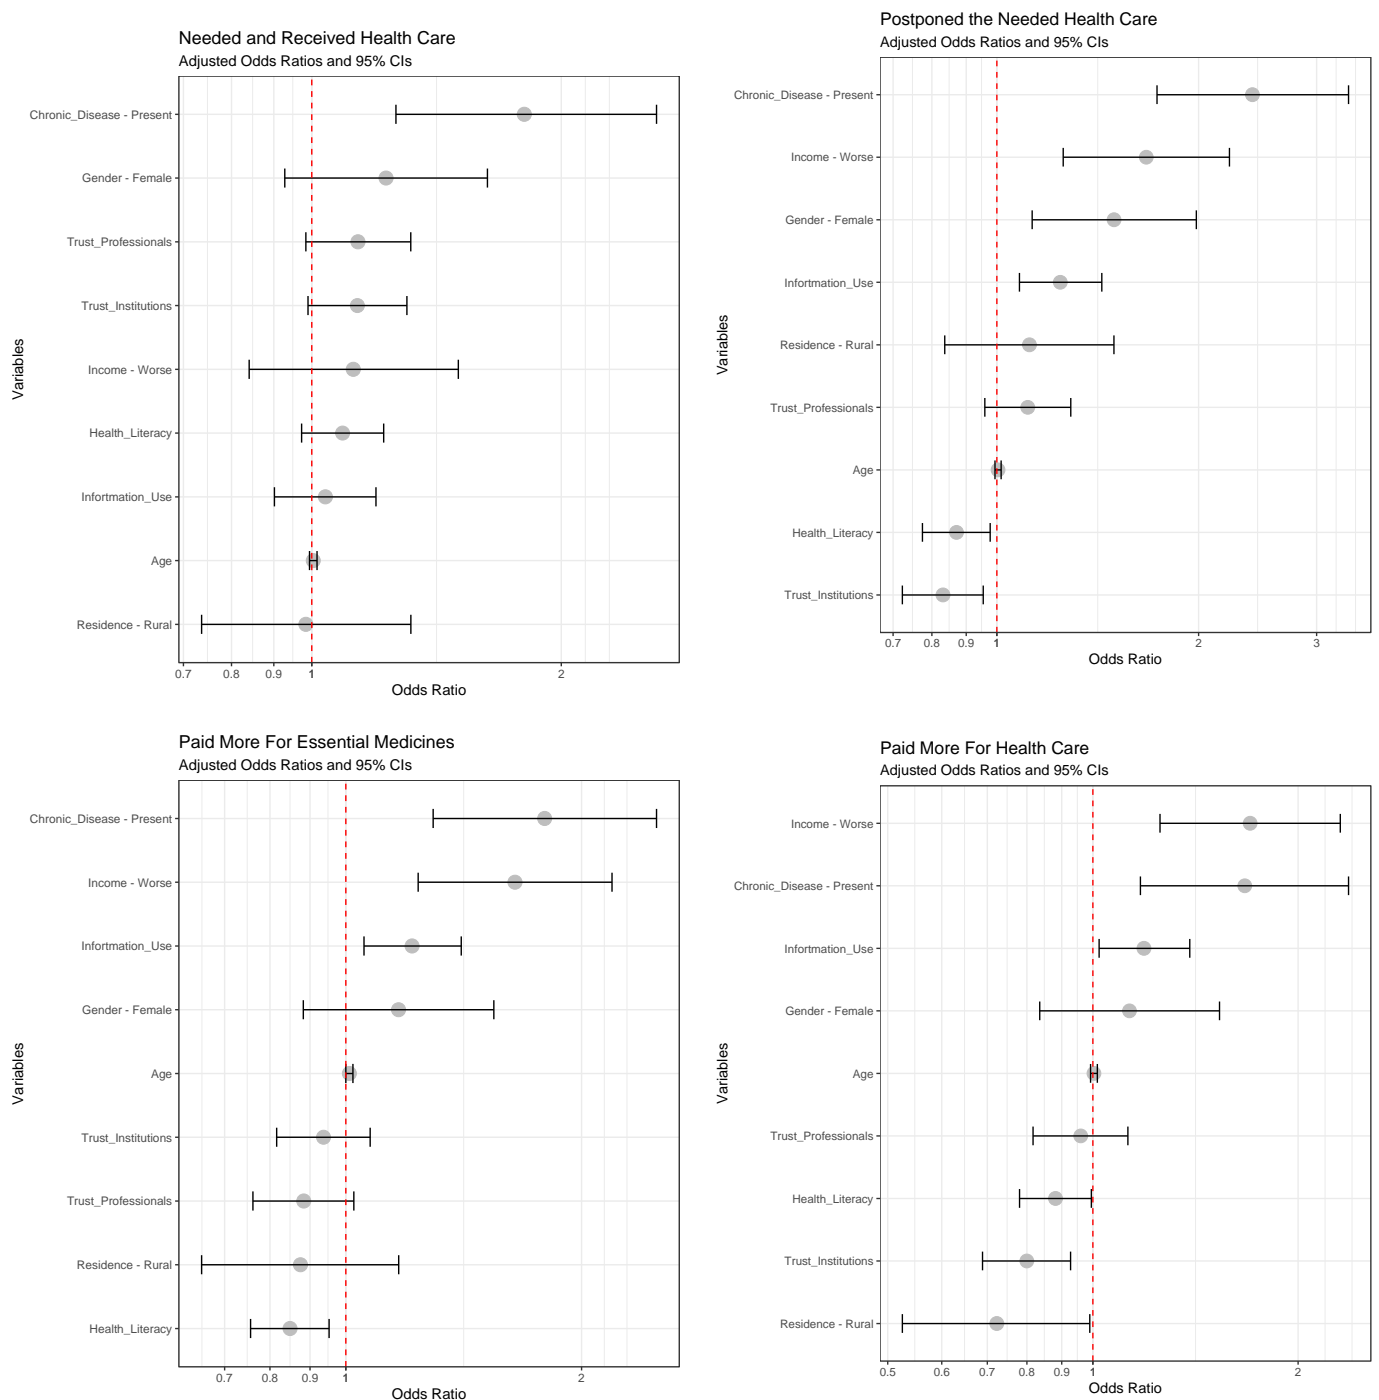 Needed and Received Health Care
Adjusted Odds Ratios and 95% CIs
Variables
Chronic_Disease - Present
Gender - Female
Trust_Professionals
Trust_Institutions
Income - Worse
Health_Literacy
Infortmation_Use
Age
Residence - Rural
0.7 0.8 0.9 1 2
Odds Ratio
Postponed the Needed Health Care
Adjusted Odds Ratios and 95% CIs
Variables
Chronic_Disease - Present
Income - Worse
Gender - Female
Infortmation_Use
Residence - Rural
Trust_Professionals
Age
Health_Literacy
Trust_Institutions
0.7 0.8 0.9 1 2 3
Odds Ratio
Paid More For Essential Medicines
Adjusted Odds Ratios and 95% CIs
Variables
Chronic_Disease - Present
Income - Worse
Infortmation_Use
Gender - Female
Age
Trust_Institutions
Trust_Professionals
Residence - Rural
Health_Literacy
0.7 0.8 0.9 1 2
Odds Ratio
Paid More For Health Care
Adjusted Odds Ratios and 95% CIs
Variables
Income - Worse
Chronic_Disease - Present
Infortmation_Use
Gender - Female
Age
Trust_Professionals
Health_Literacy
Trust_Institutions
Residence - Rural
0.5 0.6 0.7 0.8 0.9 1 2
Odds Ratio